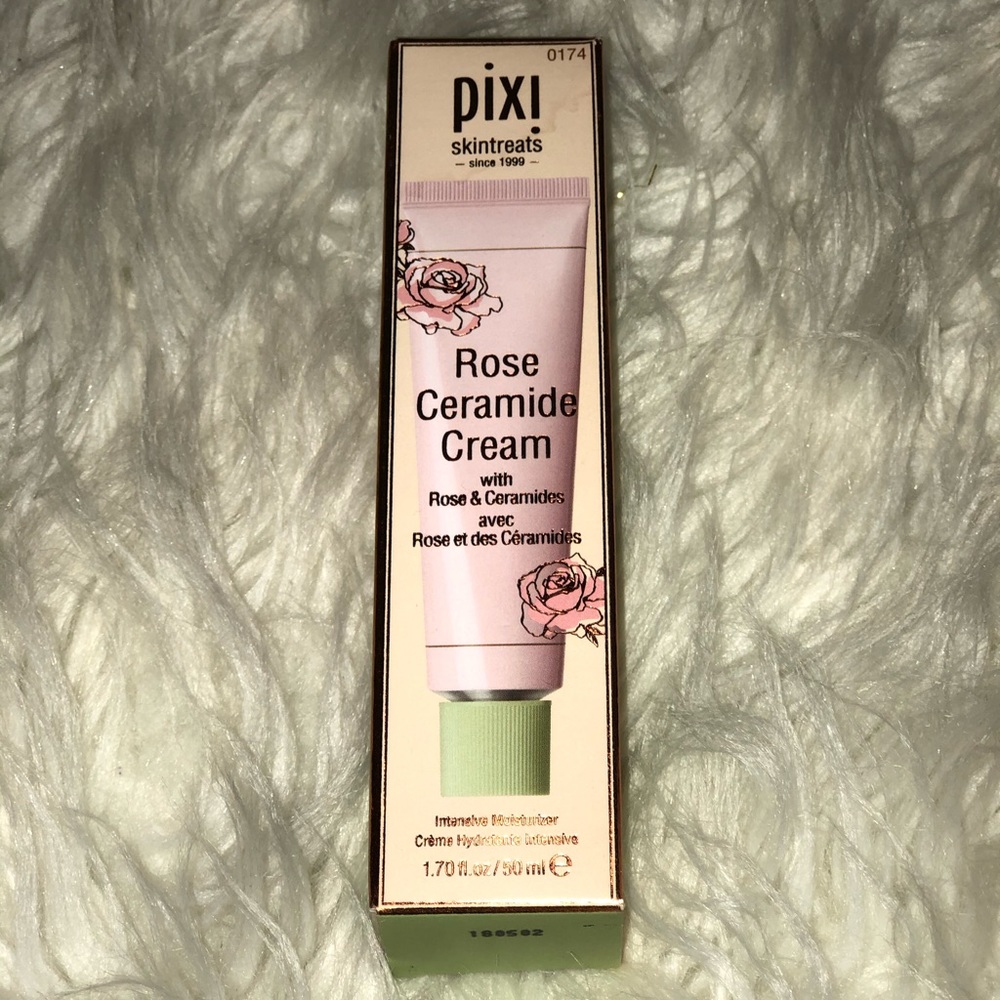 0174
pixi
skintreats
– since 1999 –
Rose
Ceramide
Cream
with
Rose & Ceramides
avec
Rose et des Céramides
Intensive Moisturizer
Crème Hydratante Intensive
1.70 fl.oz / 50 ml ℮
180502